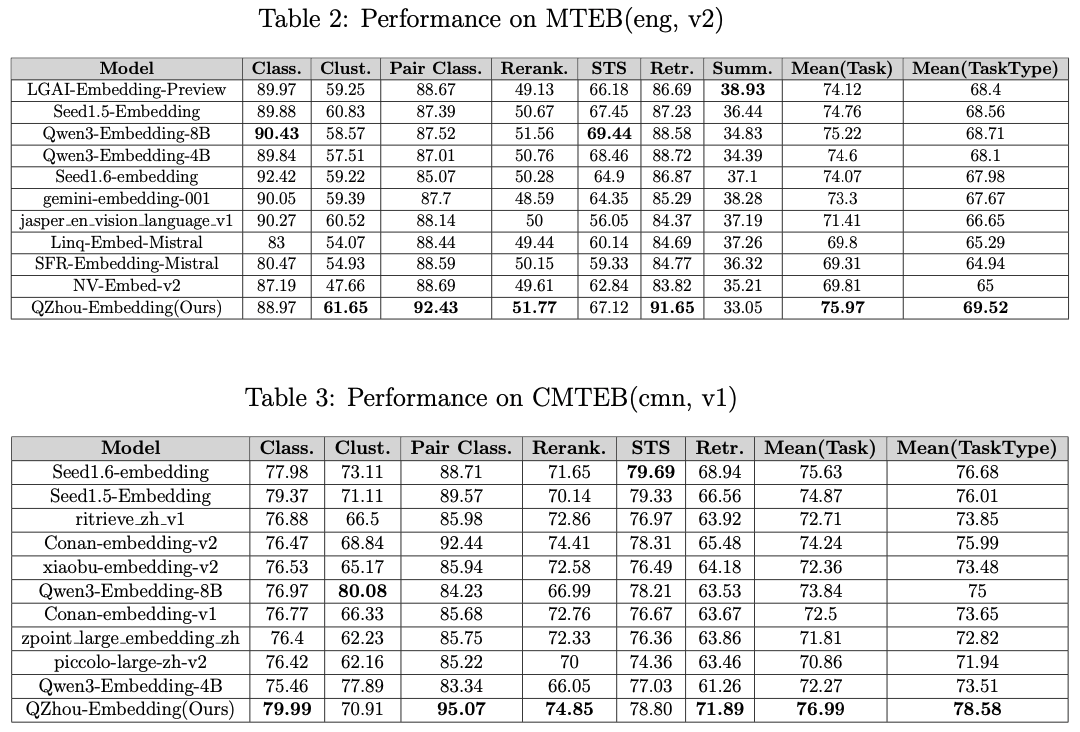 Table 2: Performance on MTEB(eng, v2)
Model Class. Clust. Pair Class. Rerank. STS Retr. Summ. Mean(Task) Mean(TaskType)
LGAI-Embedding-Preview 89.97 59.25 88.67 49.13 66.18 86.69 38.93 74.12 68.4
Seed1.5-Embedding 89.88 60.83 87.39 50.67 67.45 87.23 36.44 74.76 68.56
Qwen3-Embedding-8B 90.43 58.57 87.52 51.56 69.44 88.58 34.83 75.22 68.71
Qwen3-Embedding-4B 89.84 57.51 87.01 50.76 68.46 88.72 34.39 74.6 68.1
Seed1.6-embedding 92.42 59.22 85.07 50.28 64.9 86.87 37.1 74.07 67.98
gemini-embedding-001 90.05 59.39 87.7 48.59 64.35 85.29 38.28 73.3 67.67
jasper_en_vision_language_v1 90.27 60.52 88.14 50 56.05 84.37 37.19 71.41 66.65
Linq-Embed-Mistral 83 54.07 88.44 49.44 60.14 84.69 37.26 69.8 65.29
SFR-Embedding-Mistral 80.47 54.93 88.59 50.15 59.33 84.77 36.32 69.31 64.94
NV-Embed-v2 87.19 47.66 88.69 49.61 62.84 83.82 35.21 69.81 65
QZhou-Embedding(Ours) 88.97 61.65 92.43 51.77 67.12 91.65 33.05 75.97 69.52
Table 3: Performance on CMTEB(cmn, v1)
Model Class. Clust. Pair Class. Rerank. STS Retr. Mean(Task) Mean(TaskType)
Seed1.6-embedding 77.98 73.11 88.71 71.65 79.69 68.94 75.63 76.68
Seed1.5-Embedding 79.37 71.11 89.57 70.14 79.33 66.56 74.87 76.01
ritrieve_zh_v1 76.88 66.5 85.98 72.86 76.97 63.92 72.71 73.85
Conan-embedding-v2 76.47 68.84 92.44 74.41 78.31 65.48 74.24 75.99
xiaobu-embedding-v2 76.53 65.17 85.94 72.58 76.49 64.18 72.36 73.48
Qwen3-Embedding-8B 76.97 80.08 84.23 66.99 78.21 63.53 73.84 75
Conan-embedding-v1 76.77 66.33 85.68 72.76 76.67 63.67 72.5 73.65
zpoint_large_embedding_zh 76.4 62.23 85.75 72.33 76.36 63.86 71.81 72.82
piccolo-large-zh-v2 76.42 62.16 85.22 70 74.36 63.46 70.86 71.94
Qwen3-Embedding-4B 75.46 77.89 83.34 66.05 77.03 61.26 72.27 73.51
QZhou-Embedding(Ours) 79.99 70.91 95.07 74.85 78.80 71.89 76.99 78.58